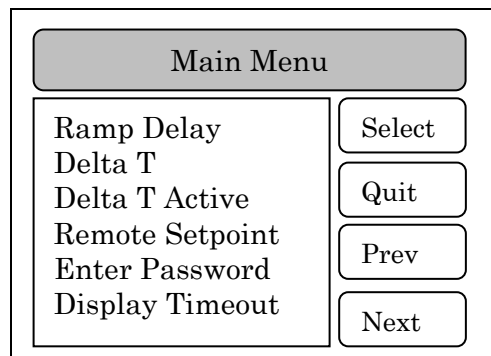 Main Menu
Ramp Delay
Delta T
Delta T Active
Remote Setpoint
Enter Password
Display Timeout
Select
Quit
Prev
Next